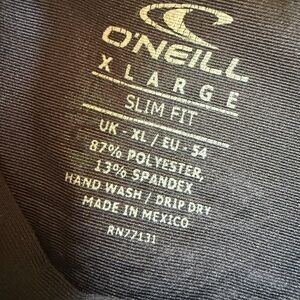 O'NEILL
X LARGE
SLIM FIT
UK - XL / EU - 54
87% POLYESTER,
13% SPANDEX
HAND WASH / DRIP DRY
MADE IN MEXICO
RN77131